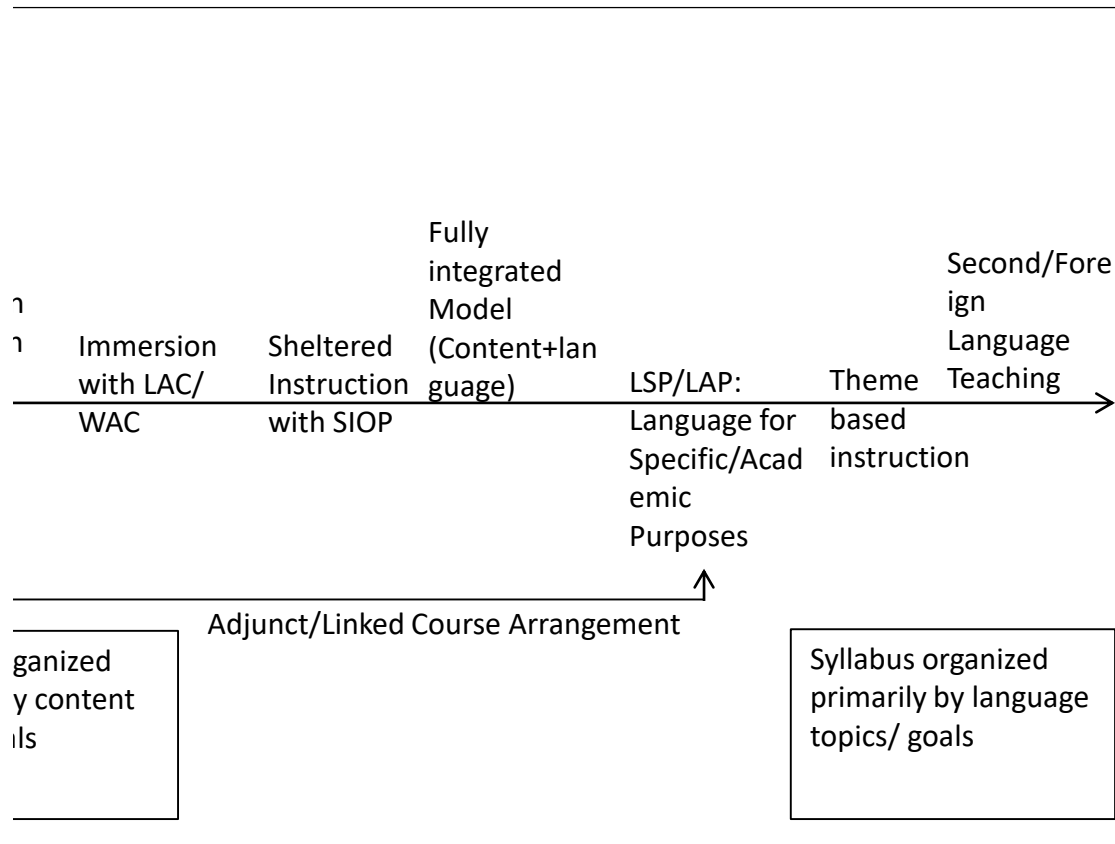 Immersion
with LAC/
WAC
Sheltered
Instruction
with SIOP
Fully
integrated
Model
(Content+lan
guage)
LSP/LAP:
Language for
Specific/Acad
emic
Purposes
Theme
based
instruction
Second/Fore
ign
Language
Teaching
Adjunct/Linked Course Arrangement
ganized
y content
Syllabus organized
primarily by language
topics/ goals